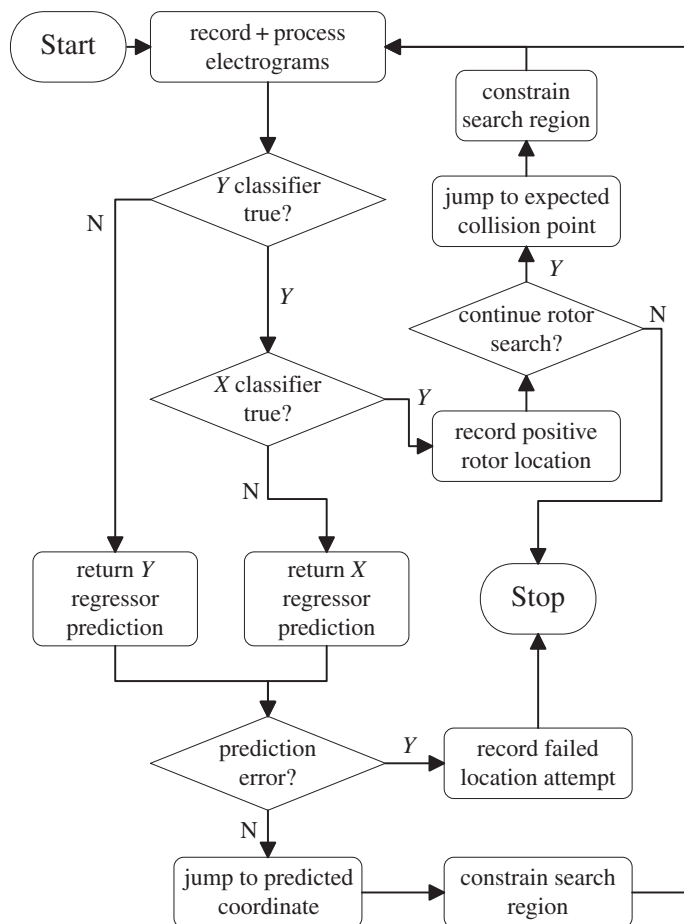 Start
record + process
electrograms
constrain
search region
Y classifier
true?
N
jump to expected
collision point
Y
Y
continue rotor
search?
N
X classifier
true?
Y
record positive
rotor location
N
return Y
regressor
prediction
return X
regressor
prediction
Stop
prediction
error?
Y
record failed
location attempt
N
jump to predicted
coordinate
constrain search
region